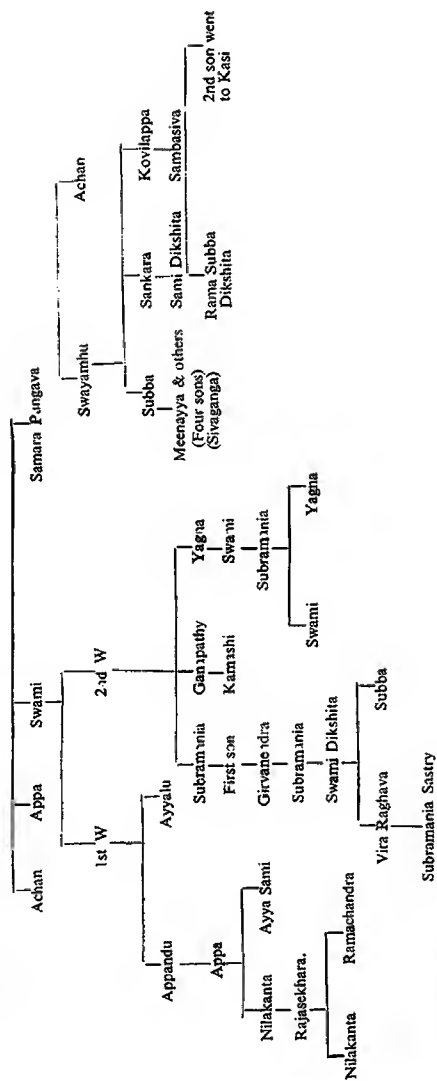 Achan Appa Swami Samara Pungava
1st W 2nd W Swayamhu Achan
Appandu Ayyalu
Subba Sankara Kovilappa
Appa Subramania Ganapathy Yagna
Meenayya & others Sami Dikshita Sambasiva
(Four sons)
(Sivaganga)
First son Kamashi Swami
Nilakanta Ayya Sami Girvanendra Subramania
Rama Subba
Dikshita
2nd son went
to Kasi
Rajasekhara. Subramania
Swami Yagna
Nilakanta Ramachandra Swami Dikshita
Vira Raghava Subba
Subramania Sastry